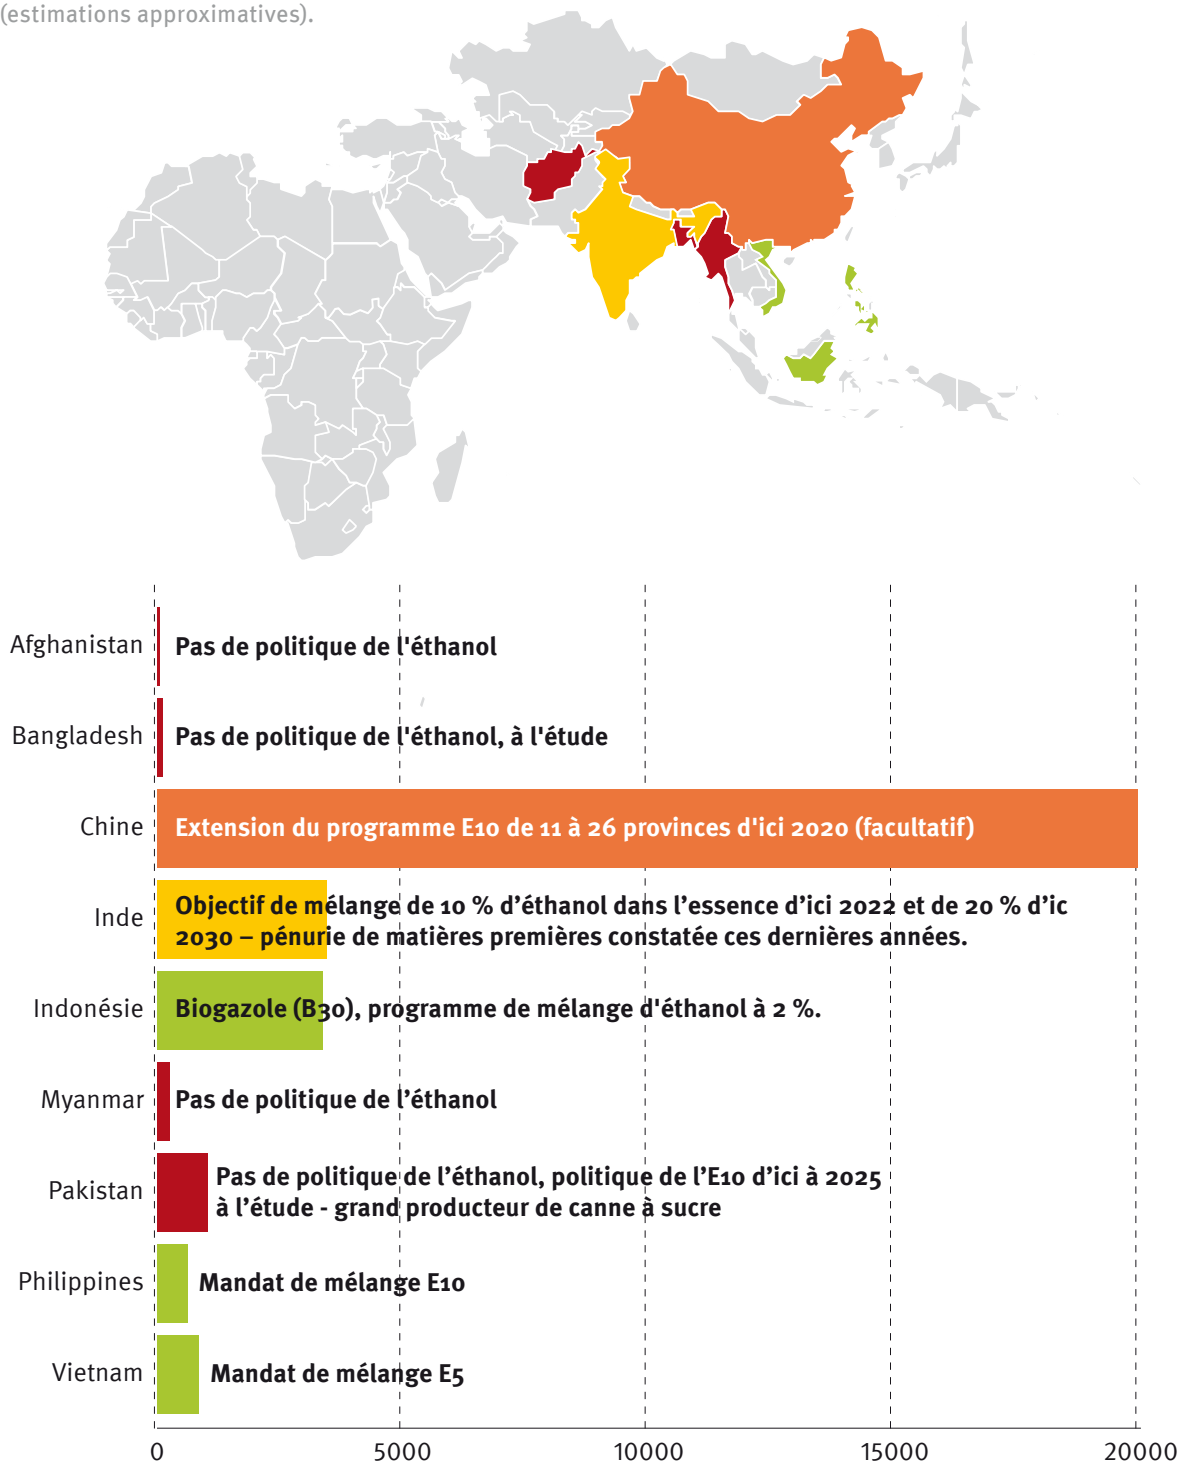 (estimations approximatives).
Afghanistan
Pas de politique de l'éthanol
Bangladesh
Pas de politique de l'éthanol, à l'étude
Chine
Extension du programme E10 de 11 à 26 provinces d'ici 2020 (facultatif)
Inde
Objectif de mélange de 10 % d’éthanol dans l’essence d’ici 2022 et de 20 % d’ic
2030 – pénurie de matières premières constatée ces dernières années.
Indonésie
Biogazole (B30), programme de mélange d'éthanol à 2 %.
Myanmar
Pas de politique de l’éthanol
Pakistan
Pas de politique de l’éthanol, politique de l’E10 d’ici à 2025
à l’étude - grand producteur de canne à sucre
Philippines
Mandat de mélange E10
Vietnam
Mandat de mélange E5
0 5000 10000 15000 20000